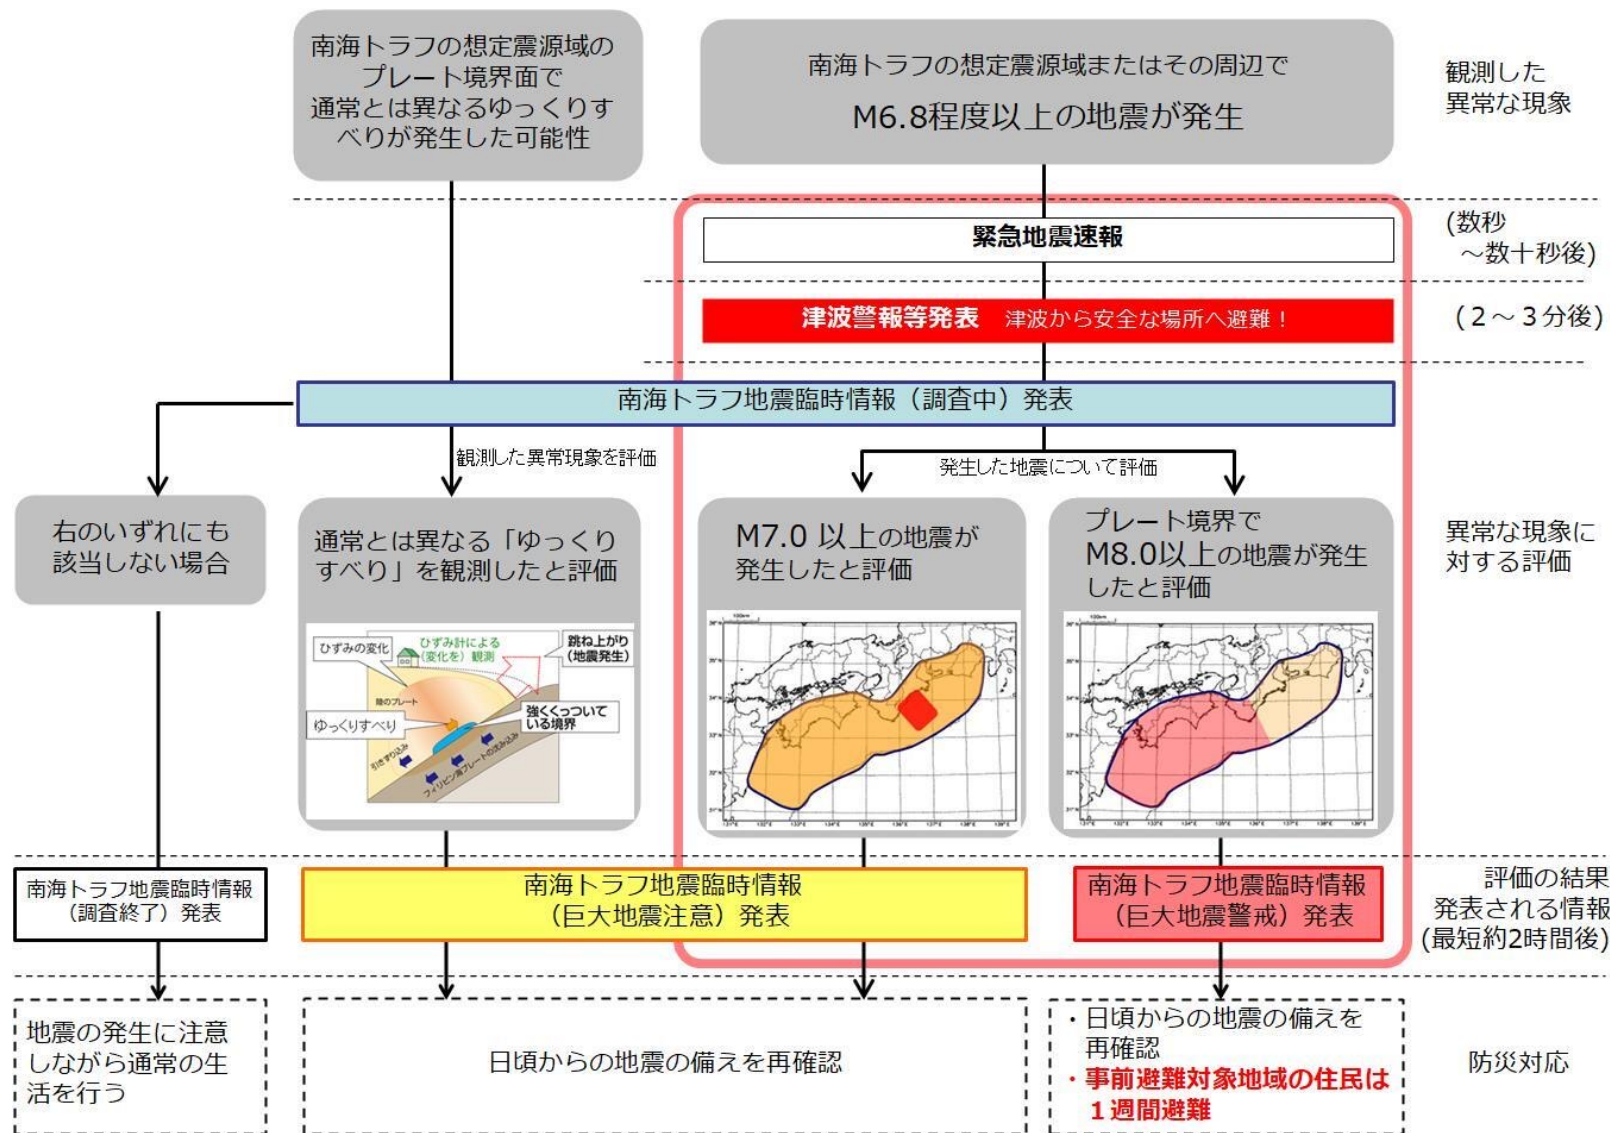 南海トラフの想定震源域の
プレート境界面で
通常とは異なるゆっくりす
べりが発生した可能性
南海トラフの想定震源域またはその周辺で
M6.8程度以上の地震が発生
観測した
異常な現象
緊急地震速報
(数秒
～数十秒後)
津波警報等発表 津波から安全な場所へ避難！
(２～３分後)
南海トラフ地震臨時情報（調査中）発表
観測した異常現象を評価
発生した地震について評価
右のいずれにも
該当しない場合
通常とは異なる「ゆっくり
すべり」を観測したと評価
ひずみの変化
ひずみ計による
(変化を) 観測
跳ね上がり
(地震発生)
陸のプレート
ゆっくりすべり
強くくっついて
いる境界
引きずり込み
フィリピン海プレートの沈み込み
M7.0 以上の地震が
発生したと評価
プレート境界で
M8.0以上の地震が発生
したと評価
異常な現象に
対する評価
南海トラフ地震臨時情報
（調査終了）発表
南海トラフ地震臨時情報
（巨大地震注意）発表
南海トラフ地震臨時情報
（巨大地震警戒）発表
評価の結果
発表される情報
(最短約2時間後)
地震の発生に注意
しながら通常の生
活を行う
日頃からの地震の備えを再確認
・日頃からの地震の備えを
再確認
・事前避難対象地域の住民は
１週間避難
防災対応